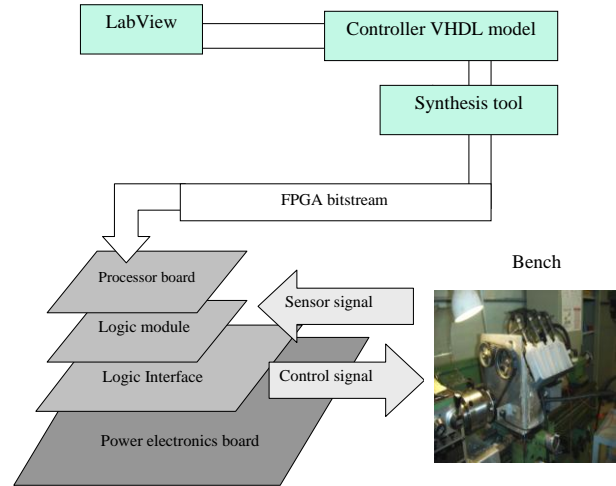 LabView
Controller VHDL model
Synthesis tool
FPGA bitstream
Bench
Processor board
Sensor signal
Logic module
Logic Interface
Control signal
Power electronics board